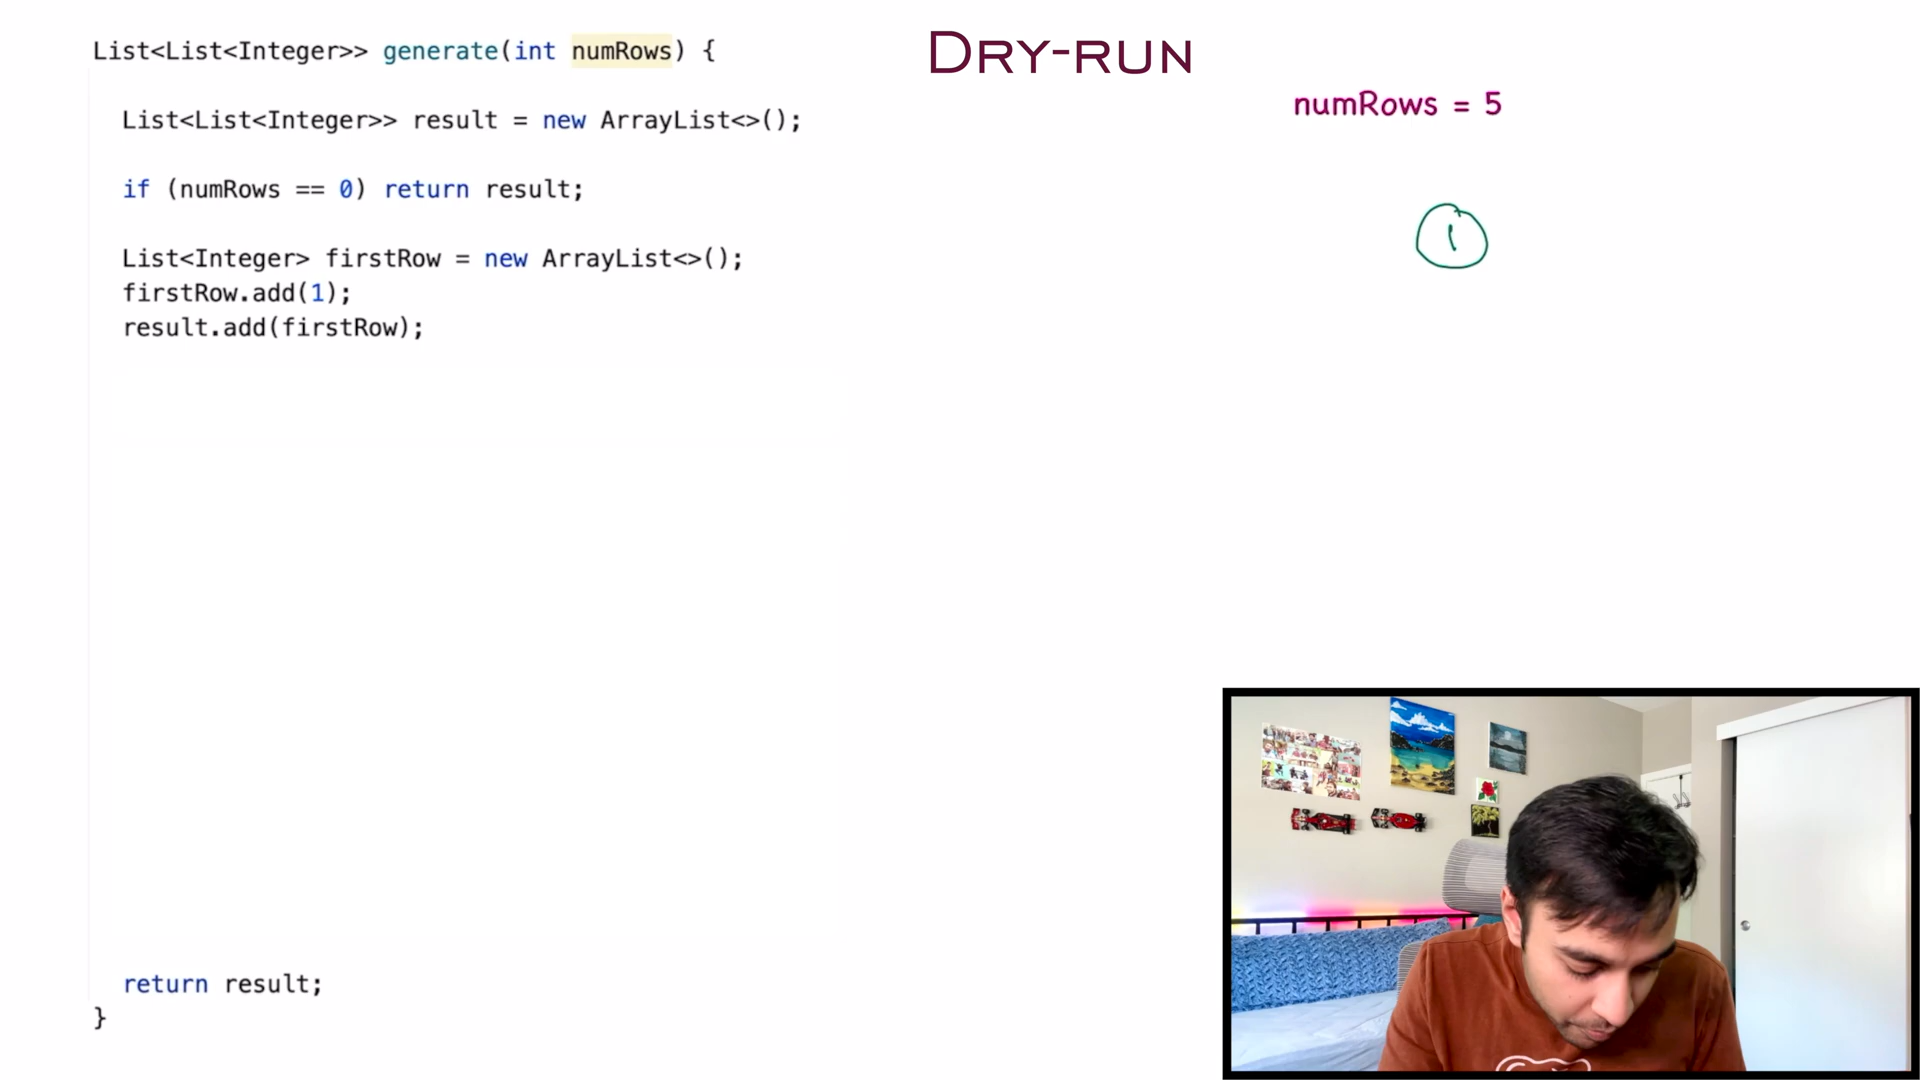 List<List<Integer>> generate(int numRows) {
DRY-RUN
numRows = 5
List<List<Integer>> result = new ArrayList<>();
if (numRows == 0) return result;
1
List<Integer> firstRow = new ArrayList<>();
firstRow.add(1);
result.add(firstRow);
return result;
}